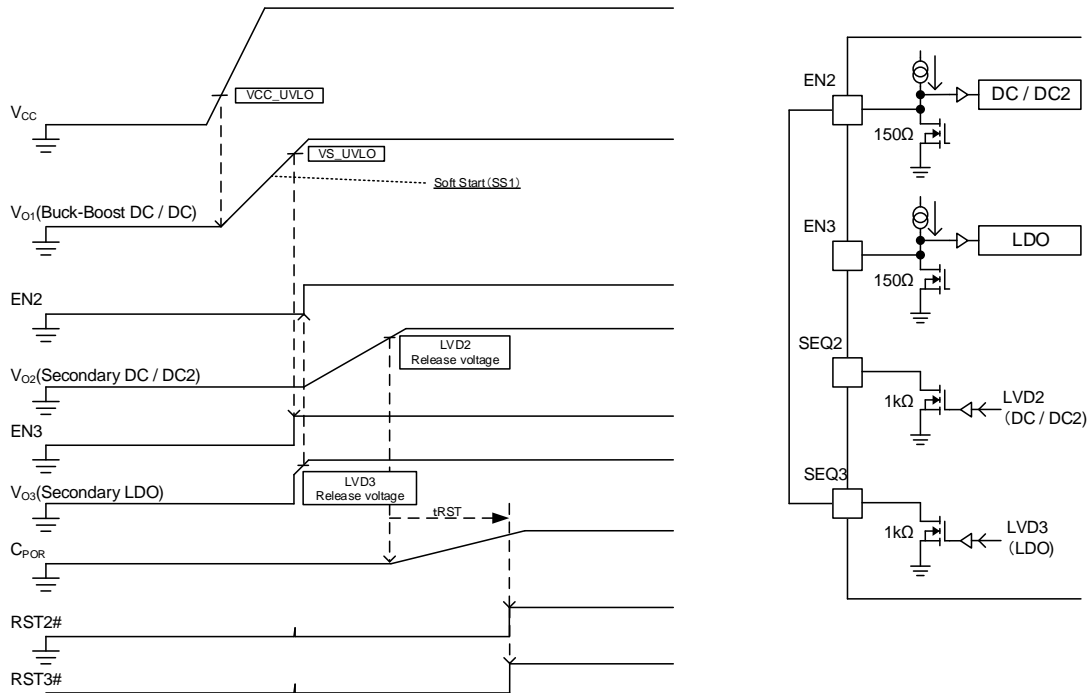 VCC
VCC_UVLO
VS_UVLO
Soft Start(SS1)
VO1(Buck-Boost DC / DC)
EN2
LVD2
Release voltage
VO2(Secondary DC / DC2)
EN3
LVD3
Release voltage
VO3(Secondary LDO)
tRST
CPOR
RST2#
RST3#
EN2
DC / DC2
150Ω
EN3
LDO
150Ω
SEQ2
1kΩ
LVD2
(DC / DC2)
SEQ3
1kΩ
LVD3
(LDO)